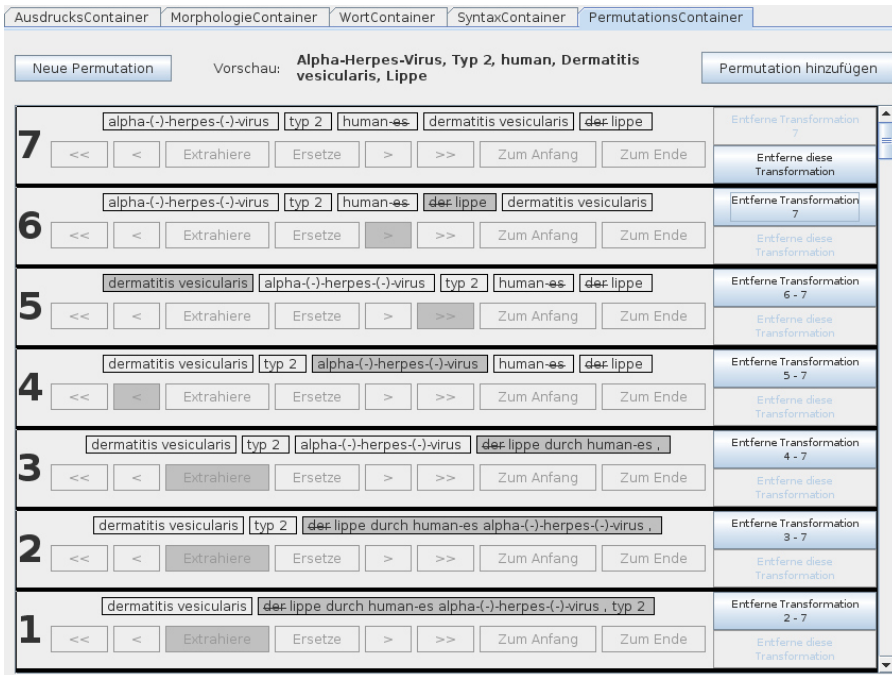 AusdrucksContainer MorphologieContainer WortContainer SyntaxContainer PermutationsContainer
Neue Permutation Vorschau: Alpha-Herpes-Virus, Typ 2, human, Dermatitis vesicularis, Lippe Permutation hinzufügen
alpha-(-)-herpes-(-)-virus typ 2 human-es dermatitis vesicularis der lippe
7 << < Extrahiere Ersetze > >> Zum Anfang Zum Ende
Entferne Transformation
7
Entferne diese
Transformation
alpha-(-)-herpes-(-)-virus typ 2 human-es der lippe dermatitis vesicularis
6 << < Extrahiere Ersetze > >> Zum Anfang Zum Ende
Entferne Transformation
7
Entferne diese
Transformation
dermatitis vesicularis alpha-(-)-herpes-(-)-virus typ 2 human-es der lippe
5 << < Extrahiere Ersetze > >> Zum Anfang Zum Ende
Entferne Transformation
6 - 7
Entferne diese
Transformation
dermatitis vesicularis typ 2 alpha-(-)-herpes-(-)-virus human-es der lippe
4 << < Extrahiere Ersetze > >> Zum Anfang Zum Ende
Entferne Transformation
5 - 7
Entferne diese
Transformation
dermatitis vesicularis typ 2 alpha-(-)-herpes-(-)-virus der lippe durch human-es ,
3 << < Extrahiere Ersetze > >> Zum Anfang Zum Ende
Entferne Transformation
4 - 7
Entferne diese
Transformation
dermatitis vesicularis typ 2 der lippe durch human-es alpha-(-)-herpes-(-)-virus ,
2 << < Extrahiere Ersetze > >> Zum Anfang Zum Ende
Entferne Transformation
3 - 7
Entferne diese
Transformation
dermatitis vesicularis der lippe durch human-es alpha-(-)-herpes-(-)-virus , typ 2
1 << < Extrahiere Ersetze > >> Zum Anfang Zum Ende
Entferne Transformation
2 - 7
Entferne diese
Transformation